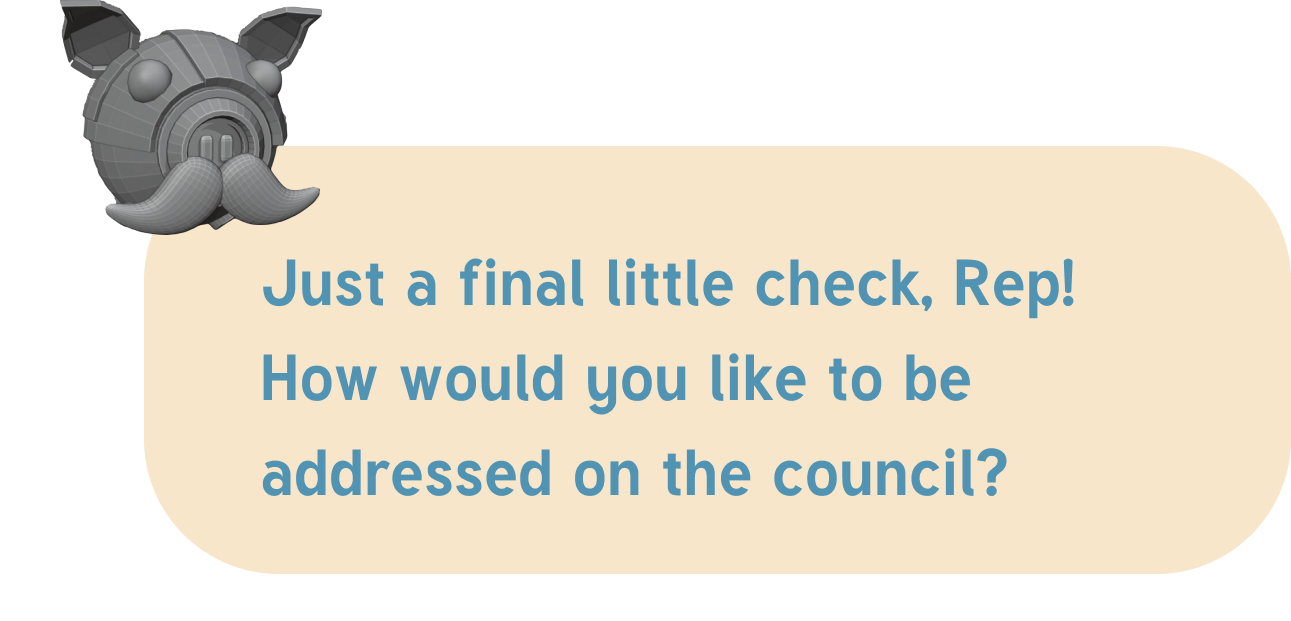 Just a final little check, Rep!
How would you like to be
addressed on the council?